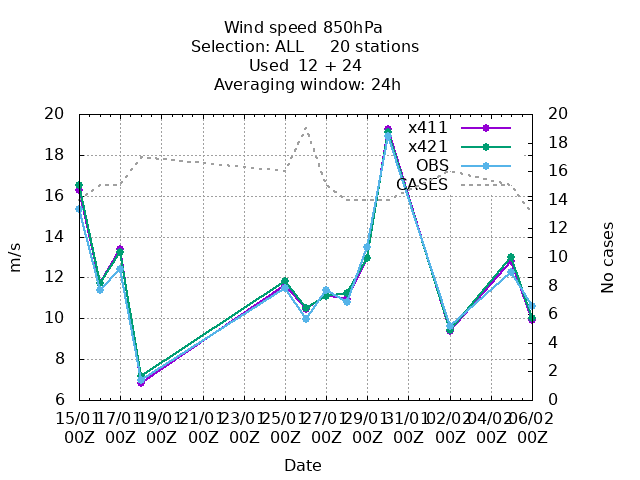 Wind speed 850hPa
Selection: ALL 20 stations
Used 12 + 24
Averaging window: 24h
20 20
x411
18 18
x421
OBS
16 16
CASES
14 14
12 12
10 10
8 8
6 6
4
2
0
m/s
No cases
15/01 17/01 19/01 21/01 23/01 25/01 27/01 29/01 31/01 02/02 04/02 06/02
00Z 00Z 00Z 00Z 00Z 00Z 00Z 00Z 00Z 00Z 00Z 00Z
Date